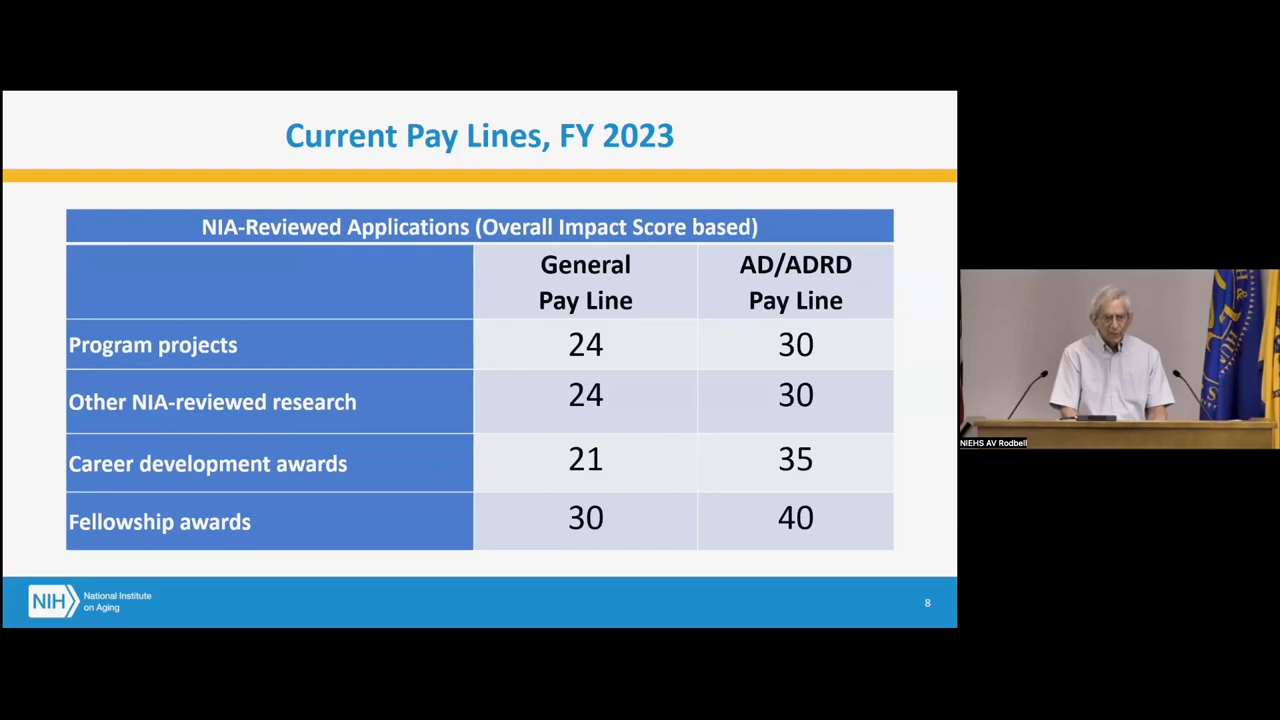 Current Pay Lines, FY 2023
NIA-Reviewed Applications (Overall Impact Score based)
General
Pay Line
AD/ADRD
Pay Line
Program projects
24
30
Other NIA-reviewed research
24
30
Career development awards
21
35
Fellowship awards
30
40
NIH
National Institute
on Aging
8
NIEHS AV Rodbell